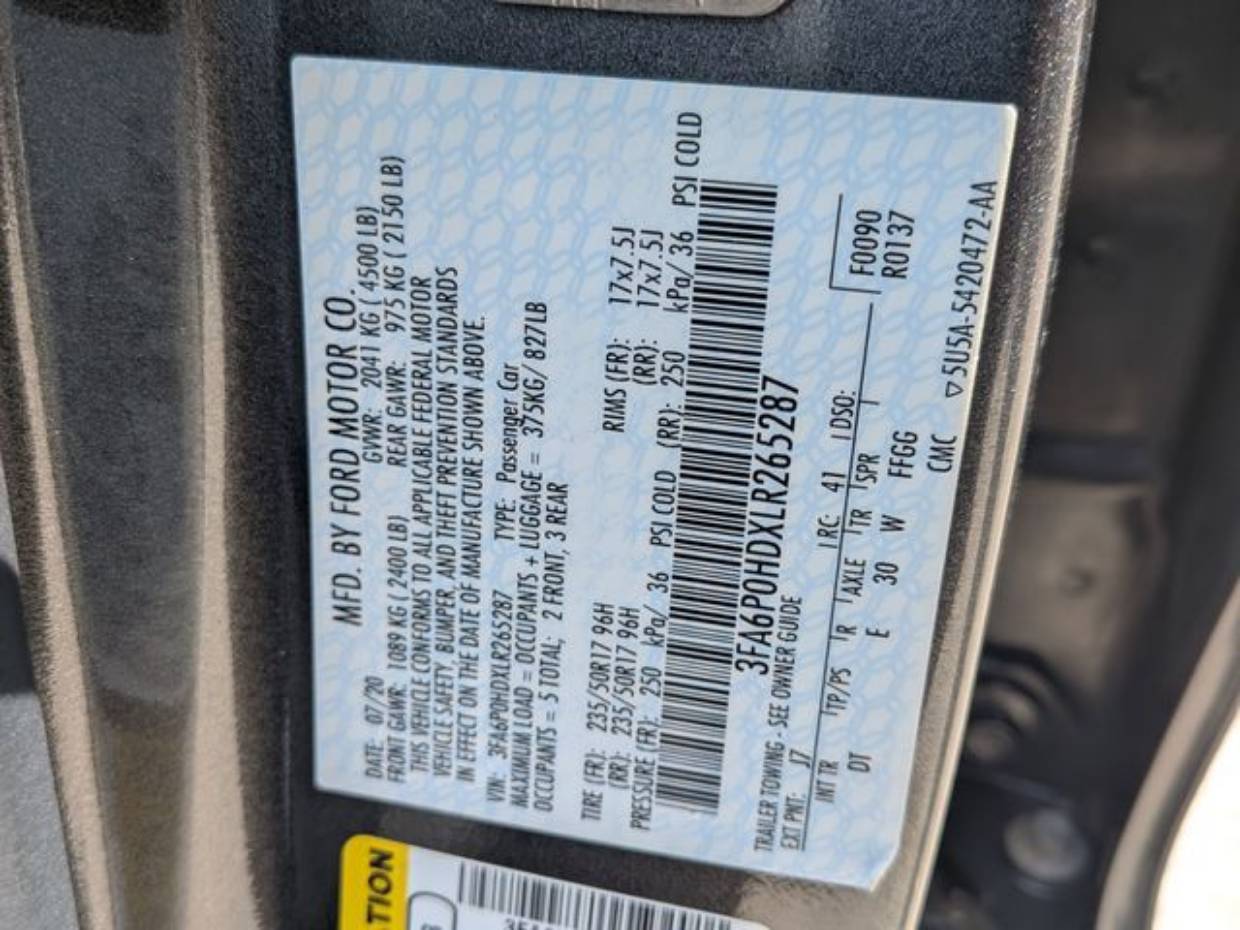 MFD. BY FORD MOTOR CO.
DATE: 07/20 GVWR: 2041 KG ( 4500 LB)
FRONT GAWR: 1089 KG ( 2400 LB) REAR GAWR: 975 KG ( 2150 LB)
THIS VEHICLE CONFORMS TO ALL APPLICABLE FEDERAL MOTOR
VEHICLE SAFETY, BUMPER, AND THEFT PREVENTION STANDARDS
IN EFFECT ON THE DATE OF MANUFACTURE SHOWN ABOVE.
VIN: 3FA6P0HDXLR265287 TYPE: Passenger Car
MAXIMUM LOAD = OCCUPANTS + LUGGAGE = 375KG/ 827LB
OCCUPANTS = 5 TOTAL; 2 FRONT, 3 REAR
TIRE (FR): 235/50R17 96H RIMS (FR): 17x7.5J
(RR): 235/50R17 96H (RR): 17x7.5J
PRESSURE (FR): 250 kPa/ 36 PSI COLD (RR): 250 kPa/ 36 PSI COLD
3FA6P0HDXLR265287
TRAILER TOWING - SEE OWNER GUIDE
EXT PNT: J7 RC: 41 DSO:
INT TR TP/PS R AXLE TR SPR F0090
DT E 30 W FFGG R0137
CMC ▽5U5A-5420472-AA